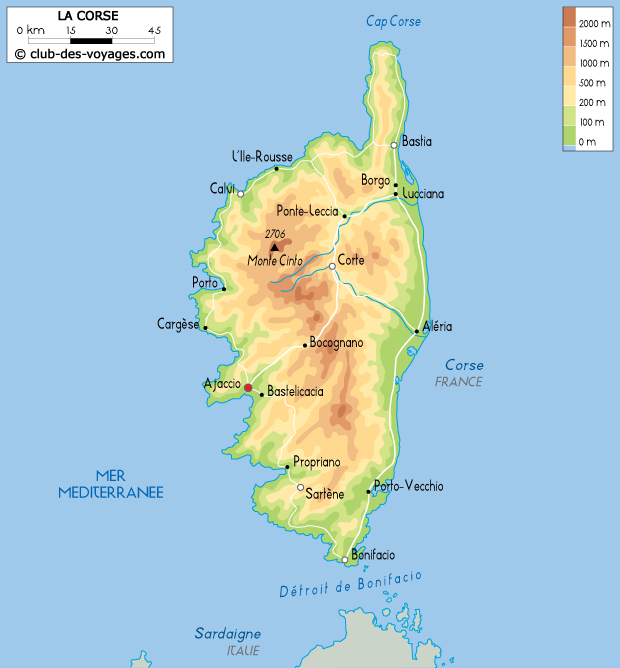 LA CORSE
0 km 15 30 45
© club-des-voyages.com
Cap Corse
2000 m
1500 m
1000 m
500 m
200 m
100 m
0 m
Bastia
L'Ile-Rousse
Borgo
Calvi
Lucciana
Ponte-Leccia
2706
Monte Cinto
Corte
Porto
Cargèse
Aléria
Bocognano
Corse
FRANCE
Ajaccio
Bastelicacia
Propriano
MER
MEDITERRANEE
Sartène
Porto-Vecchio
Bonifacio
Détroit de Bonifacio
Sardaigne
ITALIE